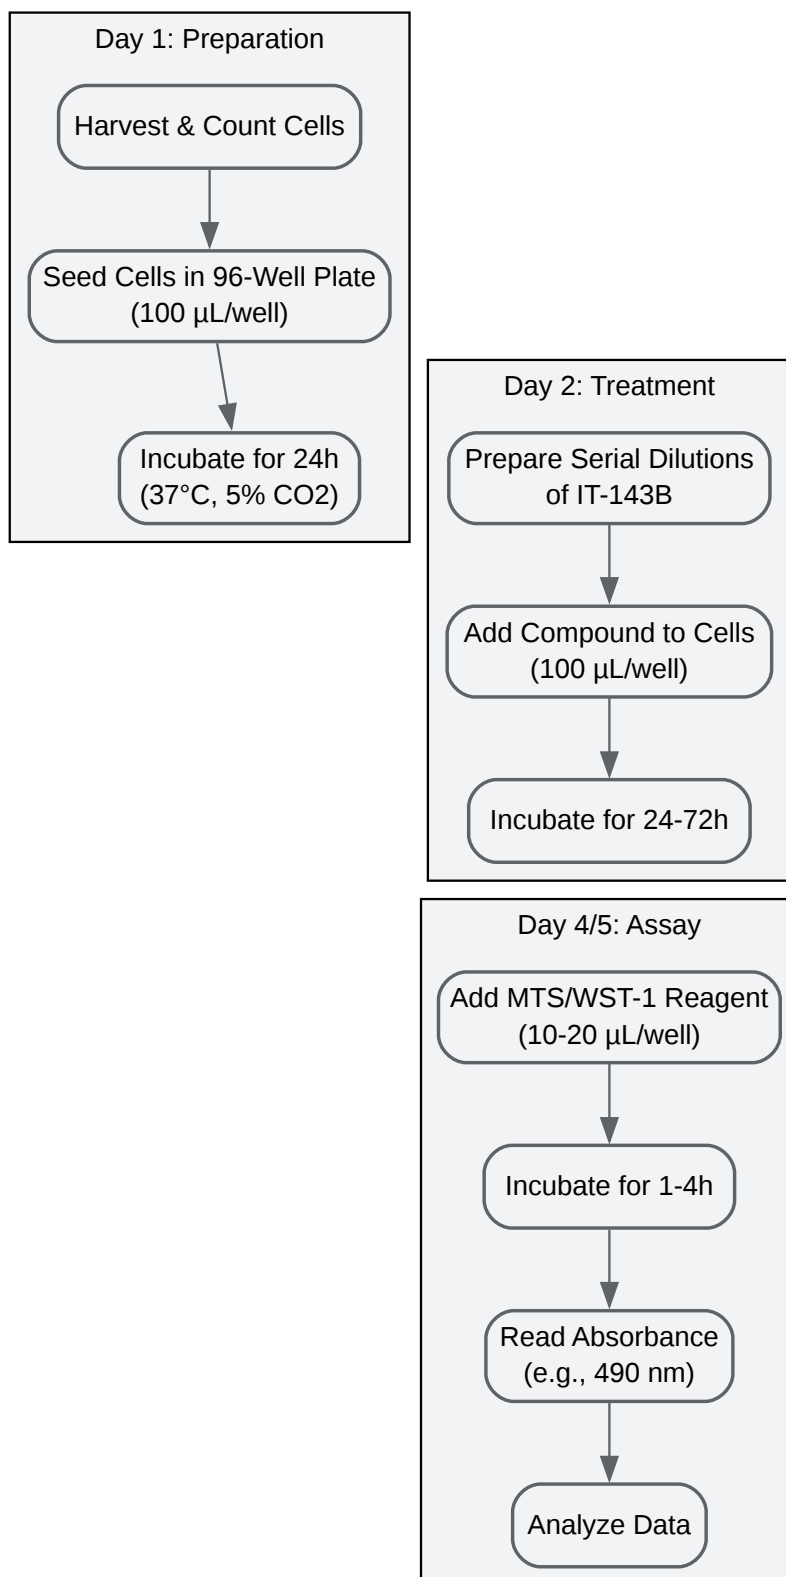 Day 1: Preparation
Harvest & Count Cells
Seed Cells in 96-Well Plate
(100 µL/well)
Incubate for 24h
(37°C, 5% CO2)
Day 2: Treatment
Prepare Serial Dilutions
of IT-143B
Add Compound to Cells
(100 µL/well)
Incubate for 24-72h
Day 4/5: Assay
Add MTS/WST-1 Reagent
(10-20 µL/well)
Incubate for 1-4h
Read Absorbance
(e.g., 490 nm)
Analyze Data